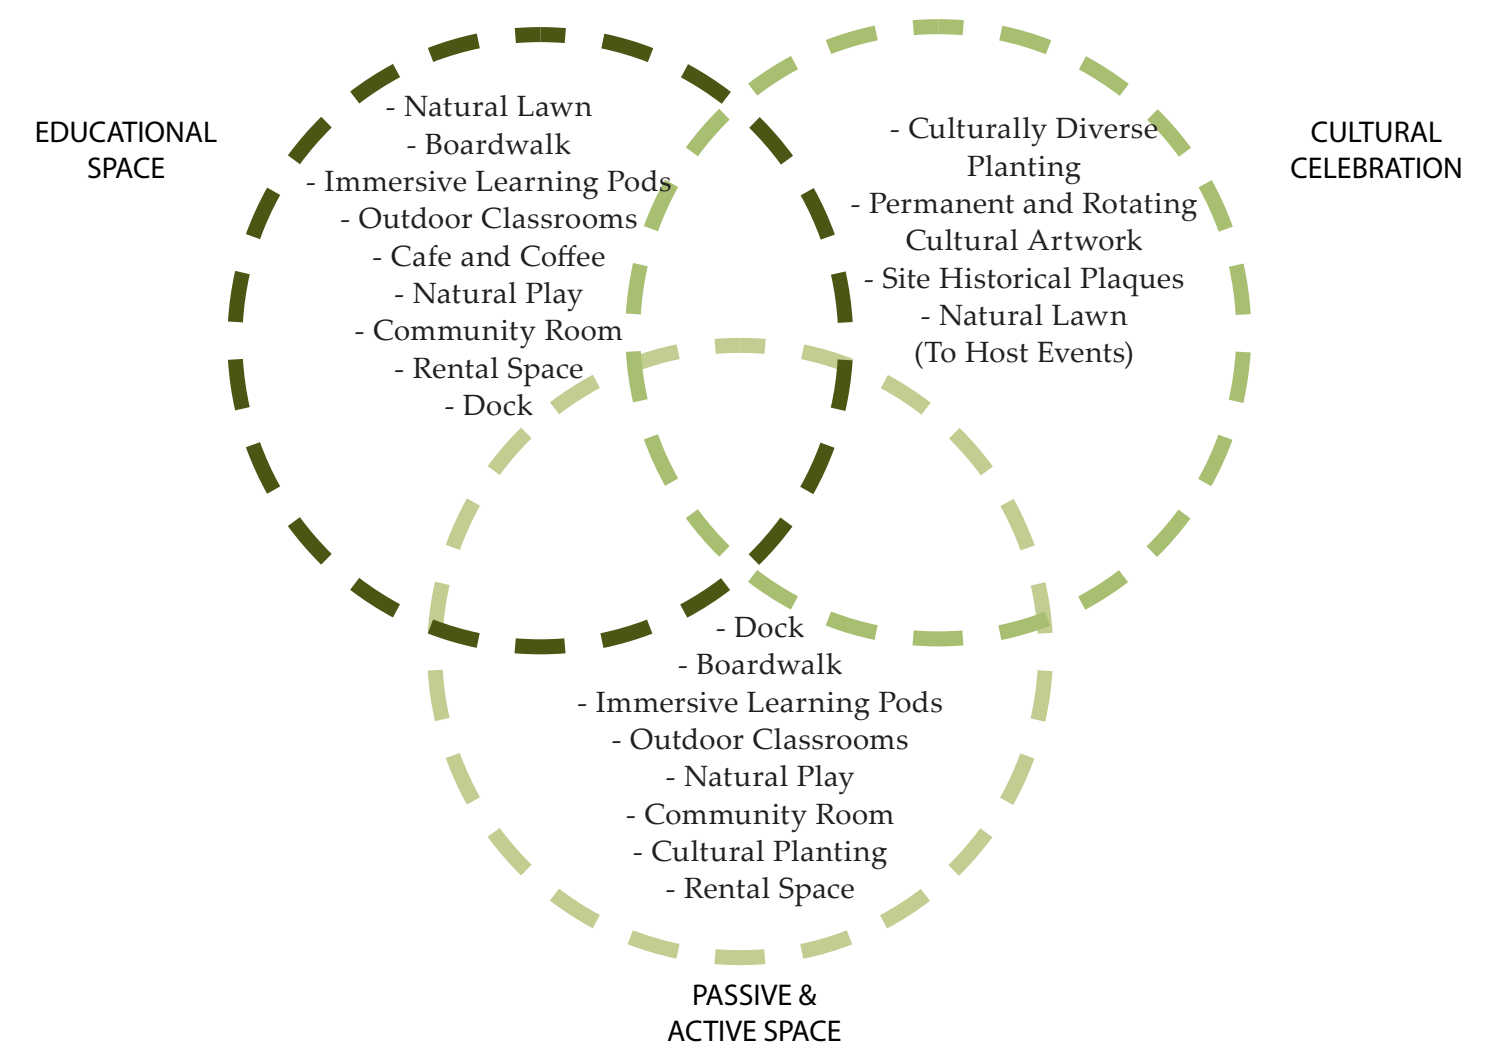 EDUCATIONAL
SPACE
- Natural Lawn
- Boardwalk
- Immersive Learning Pods
- Outdoor Classrooms
- Cafe and Coffee
- Natural Play
- Community Room
- Rental Space
- Dock
- Culturally Diverse
Planting
- Permanent and Rotating
Cultural Artwork
- Site Historical Plaques
- Natural Lawn
(To Host Events)
CULTURAL
CELEBRATION
- Dock
- Boardwalk
- Immersive Learning Pods
- Outdoor Classrooms
- Natural Play
- Community Room
- Cultural Planting
- Rental Space
PASSIVE &
ACTIVE SPACE